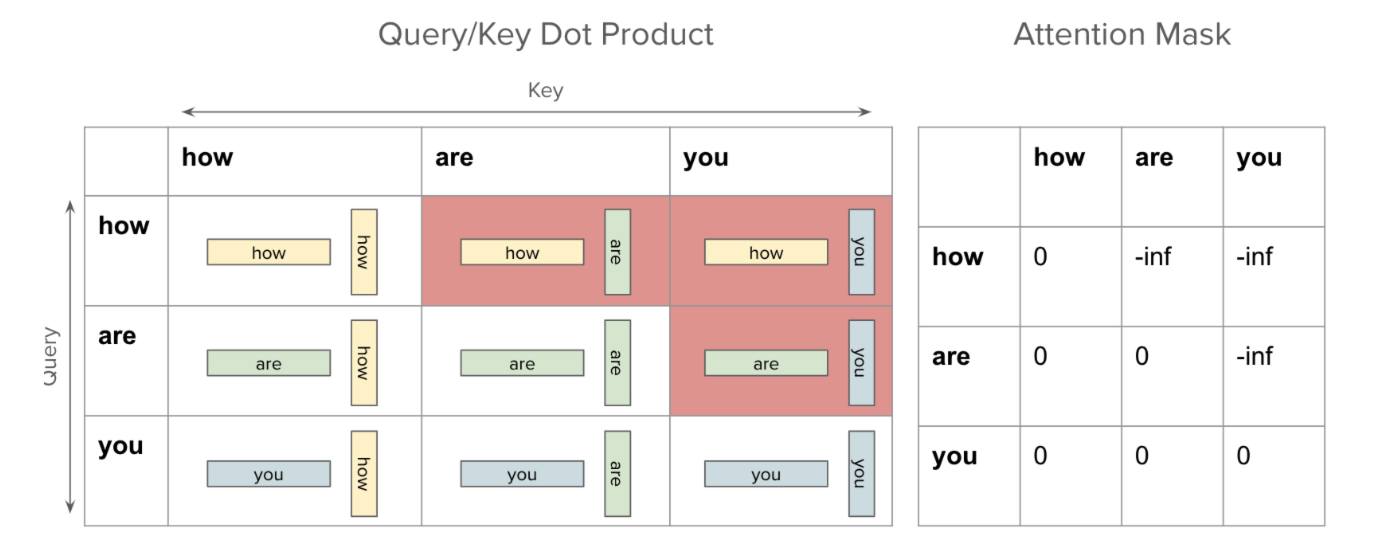 Query/Key Dot Product
Attention Mask
Key
how are you
how are you
Query
how
how how
how are
how you
how 0 -inf -inf
are
are how
are are
are you
are 0 0 -inf
you
you how
you are
you you
you 0 0 0